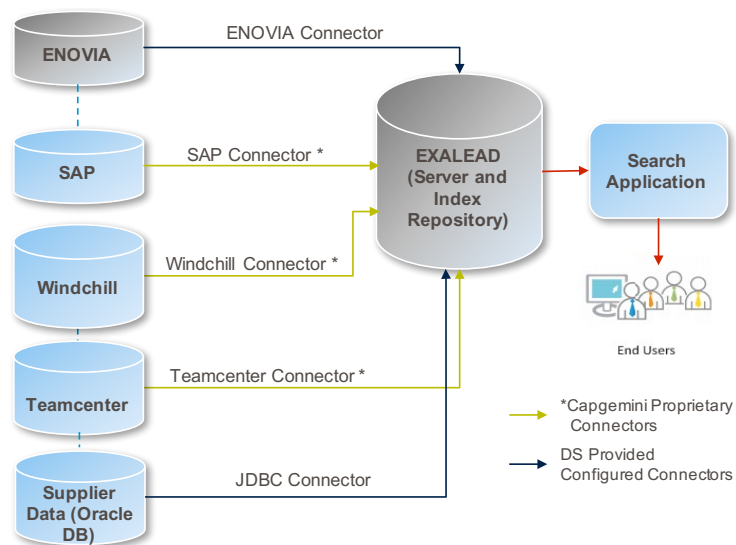 ENOVIA Connector
ENOVIA
SAP Connector *
SAP
EXALEAD
(Server and
Index
Repository)
Search
Application
Windchill Connector *
Windchill
End Users
Teamcenter Connector *
Teamcenter
*Capgemini Proprietary
Connectors
DS Provided
Configured Connectors
JDBC Connector
Supplier
Data (Oracle
DB)